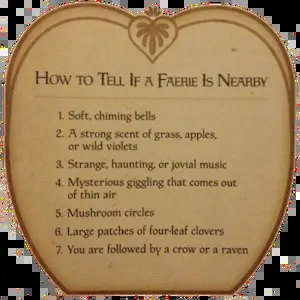 How to Tell If a Faerie Is Nearby
1. Soft, chiming bells
2. A strong scent of grass, apples,
or wild violets
3. Strange, haunting, or jovial music
4. Mysterious giggling that comes out
of thin air
5. Mushroom circles
6. Large patches of four-leaf clovers
7. You are followed by a crow or a raven